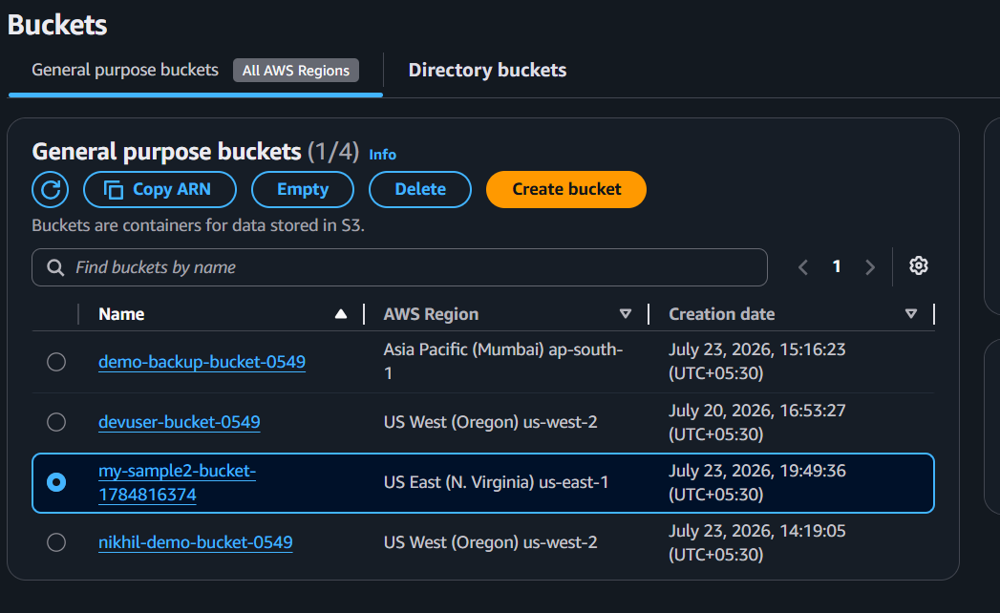 Buckets
General purpose buckets All AWS Regions Directory buckets
General purpose buckets (1/4) Info
Copy ARN Empty Delete Create bucket
Buckets are containers for data stored in S3.
Find buckets by name 1
Name AWS Region Creation date
demo-backup-bucket-0549 Asia Pacific (Mumbai) ap-south-
1 July 23, 2026, 15:16:23
(UTC+05:30)
devuser-bucket-0549 US West (Oregon) us-west-2 July 20, 2026, 16:53:27
(UTC+05:30)
my-sample2-bucket-
1784816374 US East (N. Virginia) us-east-1 July 23, 2026, 19:49:36
(UTC+05:30)
nikhil-demo-bucket-0549 US West (Oregon) us-west-2 July 23, 2026, 14:19:05
(UTC+05:30)